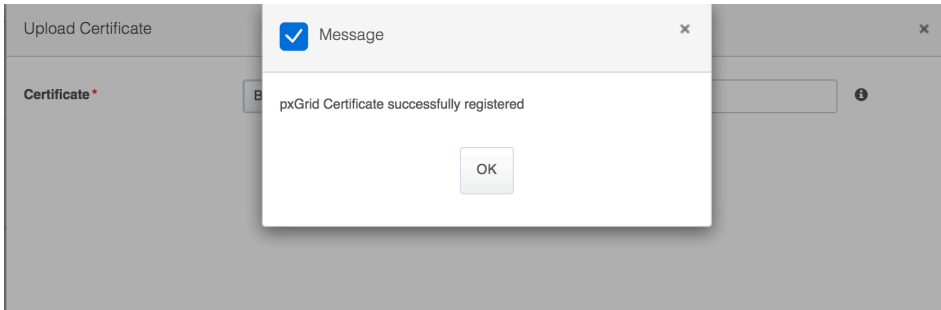 Upload Certificate
Message
Certificate*
pxGrid Certificate successfully registered
OK